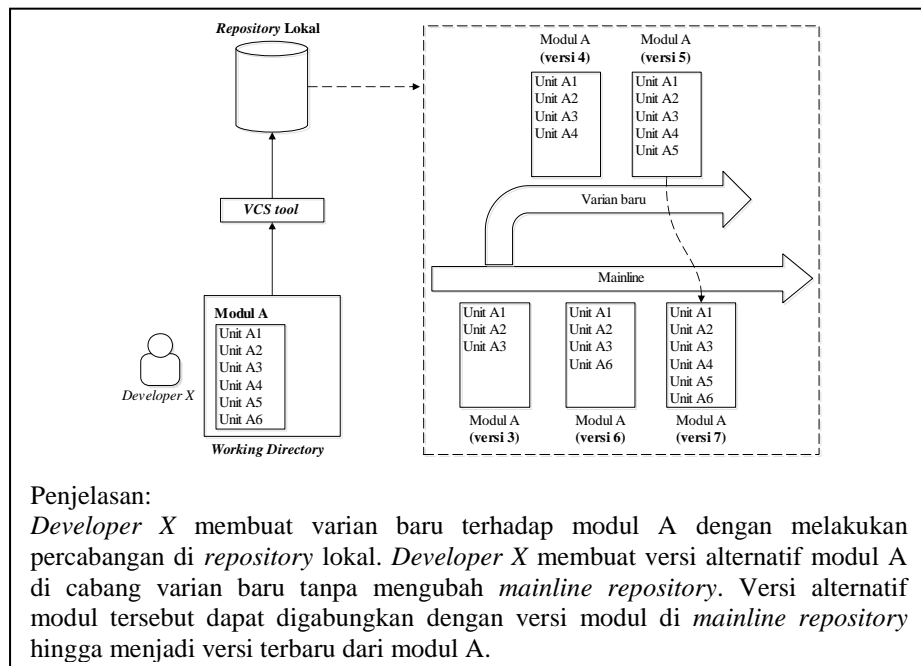 Repository Lokal
Modul A
(versi 4)
Modul A
(versi 5)
Unit A1
Unit A2
Unit A3
Unit A4
Unit A1
Unit A2
Unit A3
Unit A4
Unit A5
VCS tool
Varian baru
Mainline
Modul A
Unit A1
Unit A2
Unit A3
Unit A4
Unit A5
Unit A6
Developer X
Working Directory
Unit A1
Unit A2
Unit A3
Unit A1
Unit A2
Unit A3
Unit A6
Unit A1
Unit A2
Unit A3
Unit A4
Unit A5
Unit A6
Modul A
(versi 3)
Modul A
(versi 6)
Modul A
(versi 7)
Penjelasan:
Developer X membuat varian baru terhadap modul A dengan melakukan
percabangan di repository lokal. Developer X membuat versi alternatif modul A
di cabang varian baru tanpa mengubah mainline repository. Versi alternatif
modul tersebut dapat digabungkan dengan versi modul di mainline repository
hingga menjadi versi terbaru dari modul A.